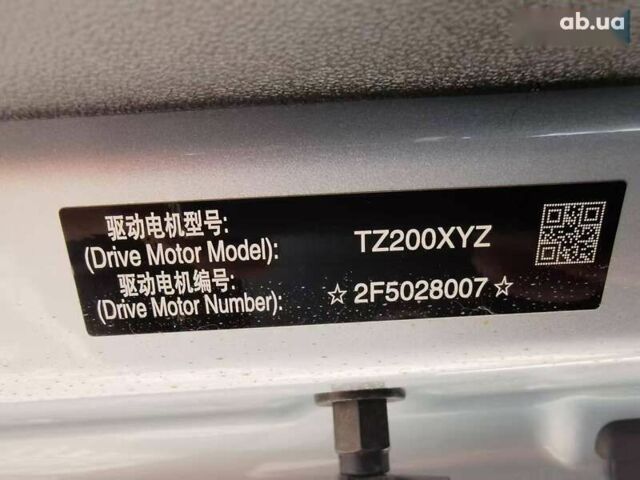 ab.ua
驱动电机型号:
(Drive Motor Model): TZ200XYZ
驱动电机编号:
(Drive Motor Number): ☆2F5028007☆